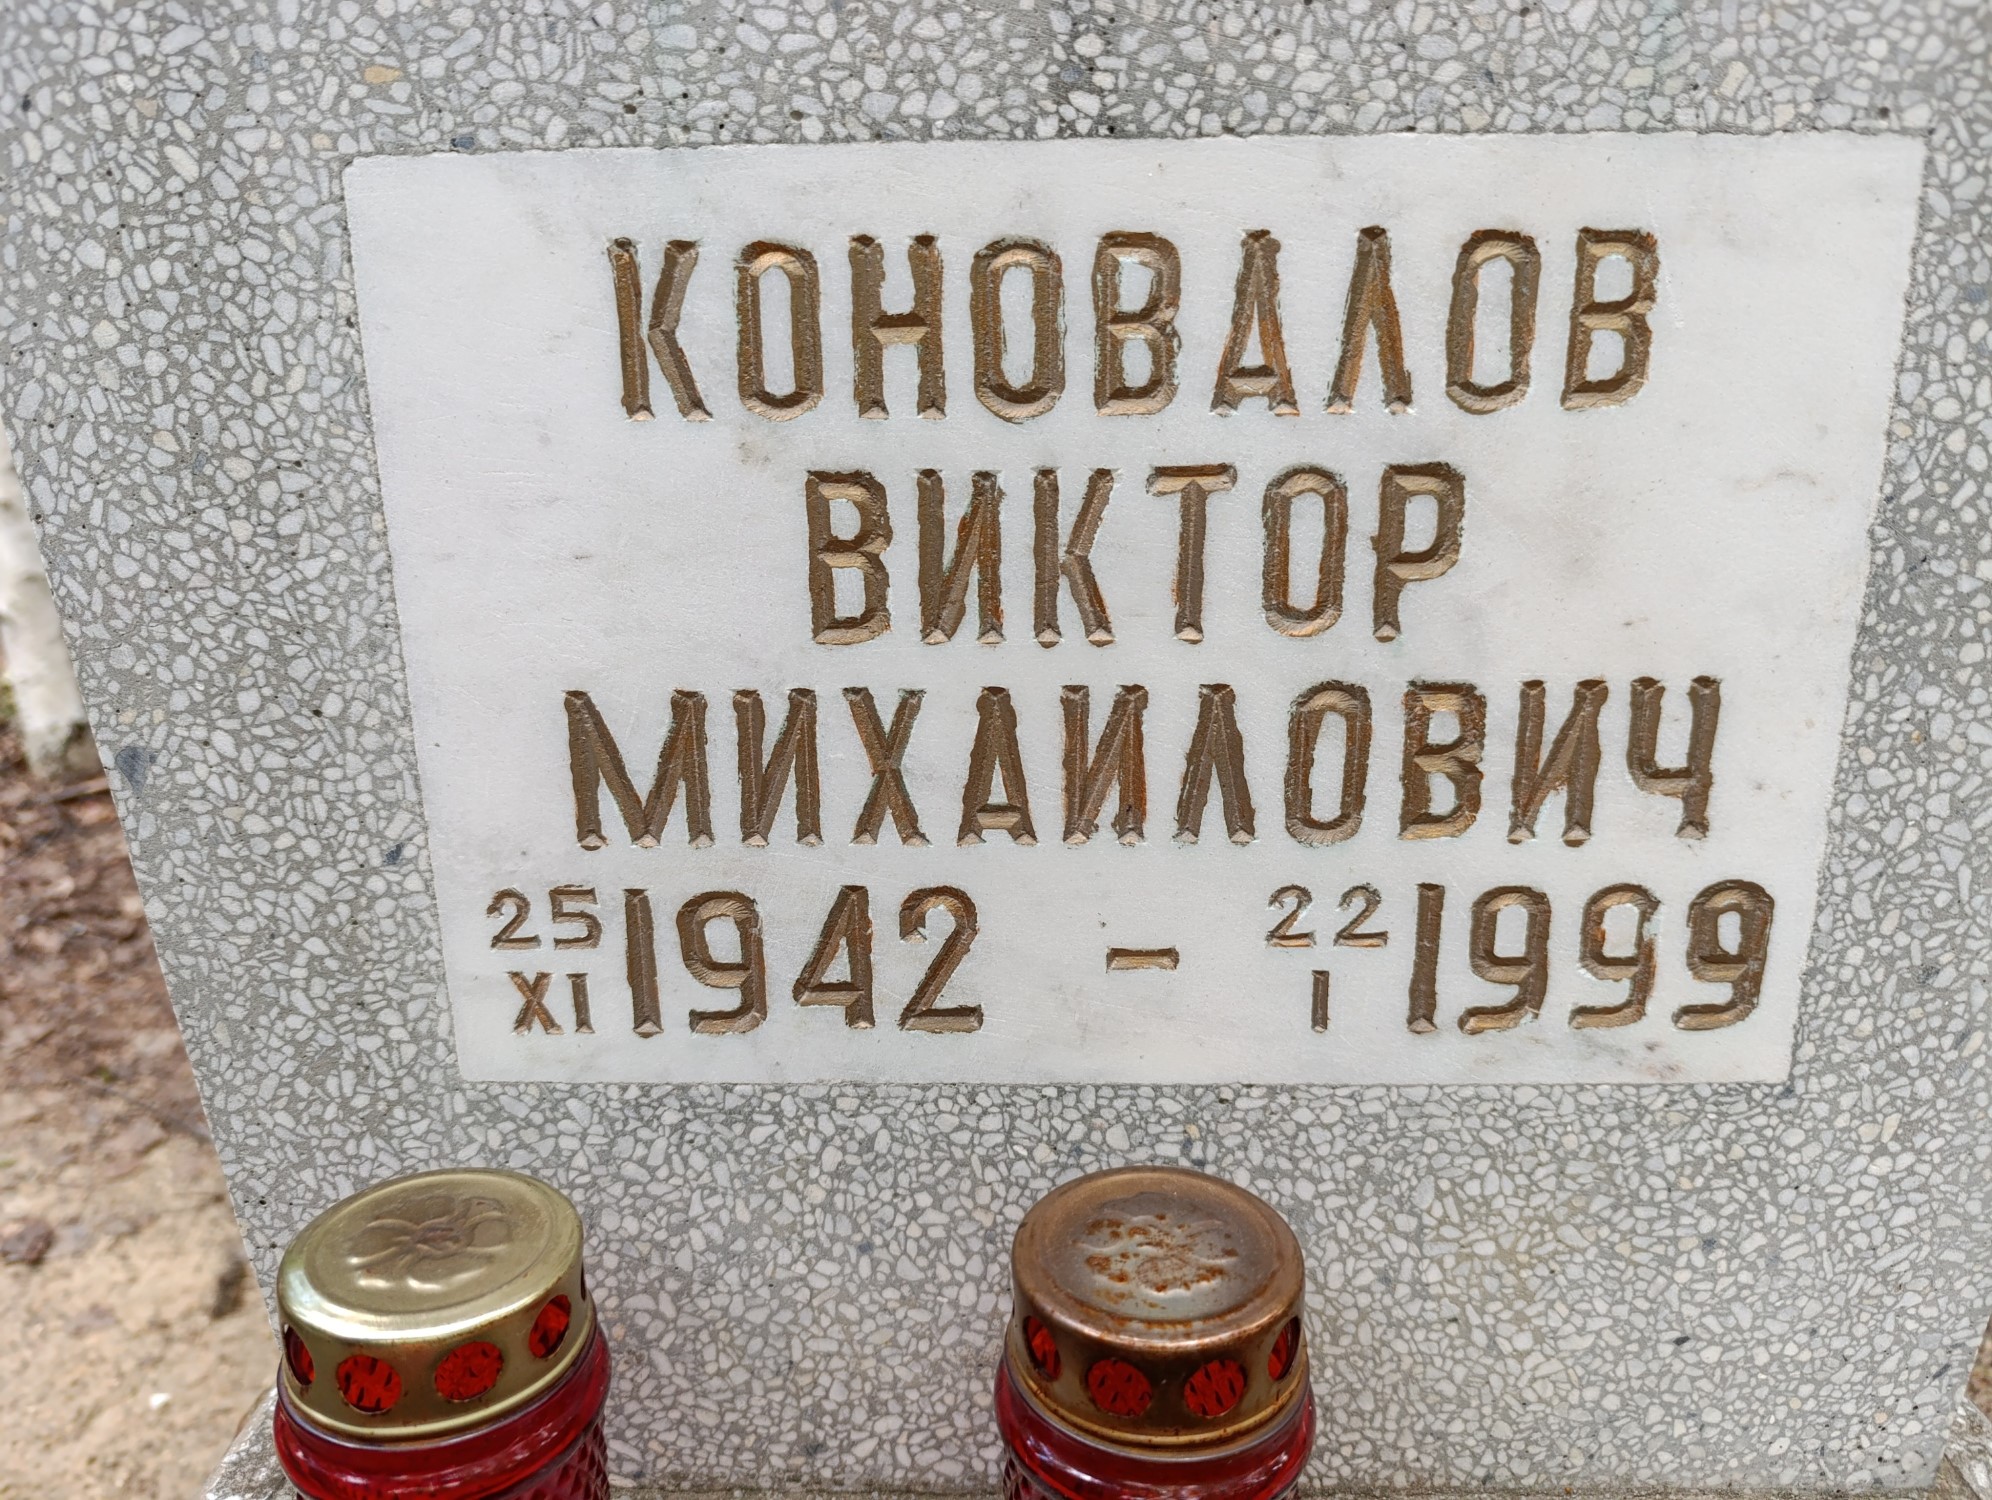 КОНОВАЛОВ
ВИКТОР
МИХАИЛОВИЧ
25 XI 1942 - 22 I 1999